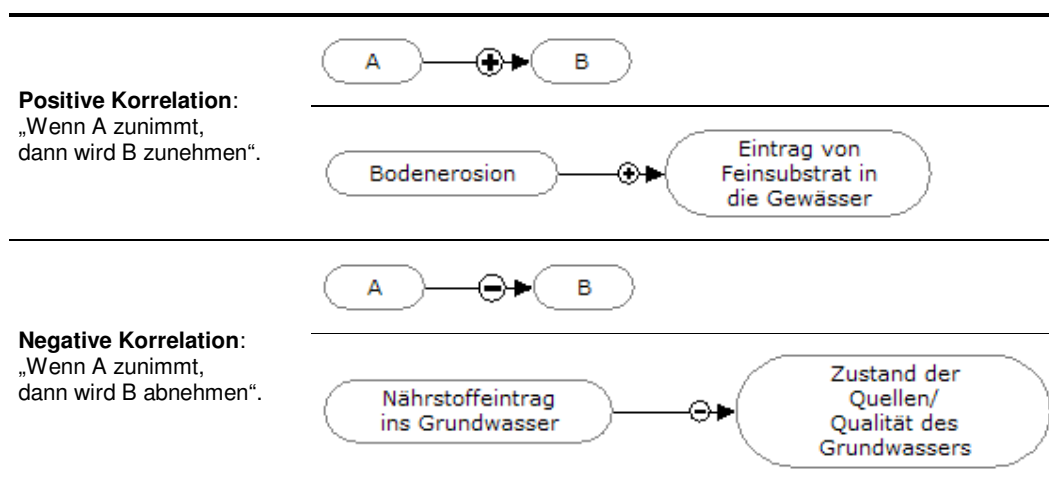 A
B
Positive Korrelation:
„Wenn A zunimmt,
dann wird B zunehmen“.
Bodenerosion
Eintrag von
Feinsubstrat in
die Gewässer
A
B
Negative Korrelation:
„Wenn A zunimmt,
dann wird B abnehmen“.
Nährstoffeintrag
ins Grundwasser
Zustand der
Quellen/
Qualität des
Grundwassers